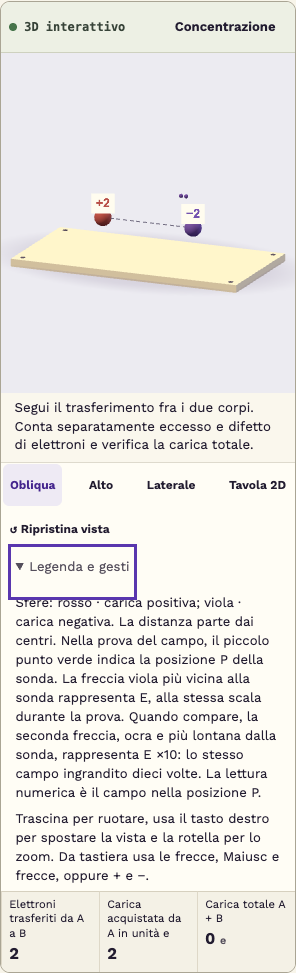 3D interattivo Concentrazione
+2
−2
Segui il trasferimento fra i due corpi.
Conta separatamente eccesso e difetto
di elettroni e verifica la carica totale.
Obliqua Alto Laterale Tavola 2D
↺ Ripristina vista
▼ Legenda e gesti
Sfere: rosso · carica positiva; viola ·
carica negativa. La distanza parte dai
centri. Nella prova del campo, il piccolo
punto verde indica la posizione P della
sonda. La freccia viola più vicina alla
sonda rappresenta E, alla stessa scala
durante la prova. Quando compare, la
seconda freccia, ocra e più lontana dalla
sonda, rappresenta E ×10: lo stesso
campo ingrandito dieci volte. La lettura
numerica è il campo nella posizione P.
Trascina per ruotare, usa il tasto destro
per spostare la vista e la rotella per lo
zoom. Da tastiera usa le frecce, Maiusc e
frecce, oppure + e −.
Elettroni
trasferiti da A
a B
2
Carica
acquistata da
A in unità e
2
Carica totale A
+ B
0 e